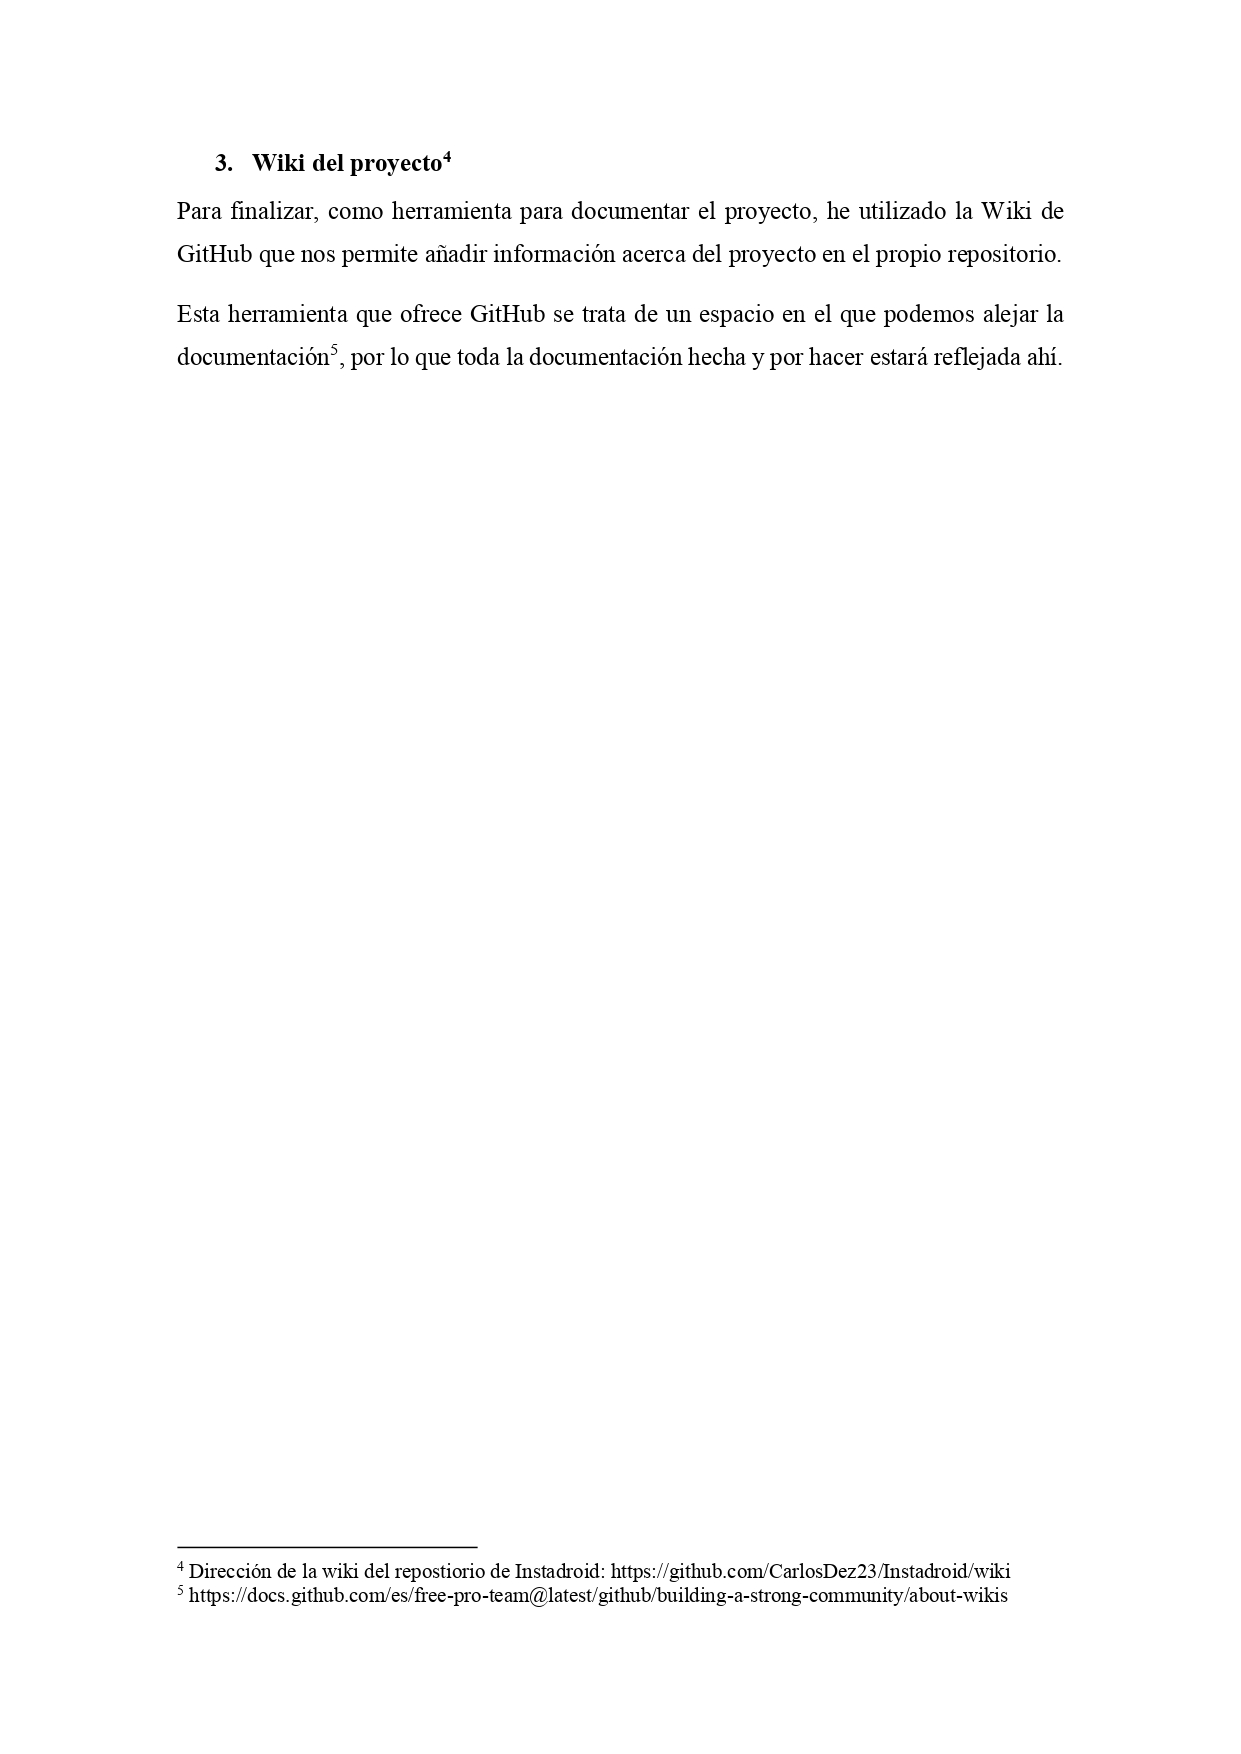 3. Wiki del proyecto4
Para finalizar, como herramienta para documentar el proyecto, he utilizado la Wiki de
GitHub que nos permite añadir información acerca del proyecto en el propio repositorio.
Esta herramienta que ofrece GitHub se trata de un espacio en el que podemos alejar la
documentación5, por lo que toda la documentación hecha y por hacer estará reflejada ahí.
4 Dirección de la wiki del repostiorio de Instadroid: https://github.com/CarlosDez23/Instadroid/wiki
5 https://docs.github.com/es/free-pro-team@latest/github/building-a-strong-community/about-wikis